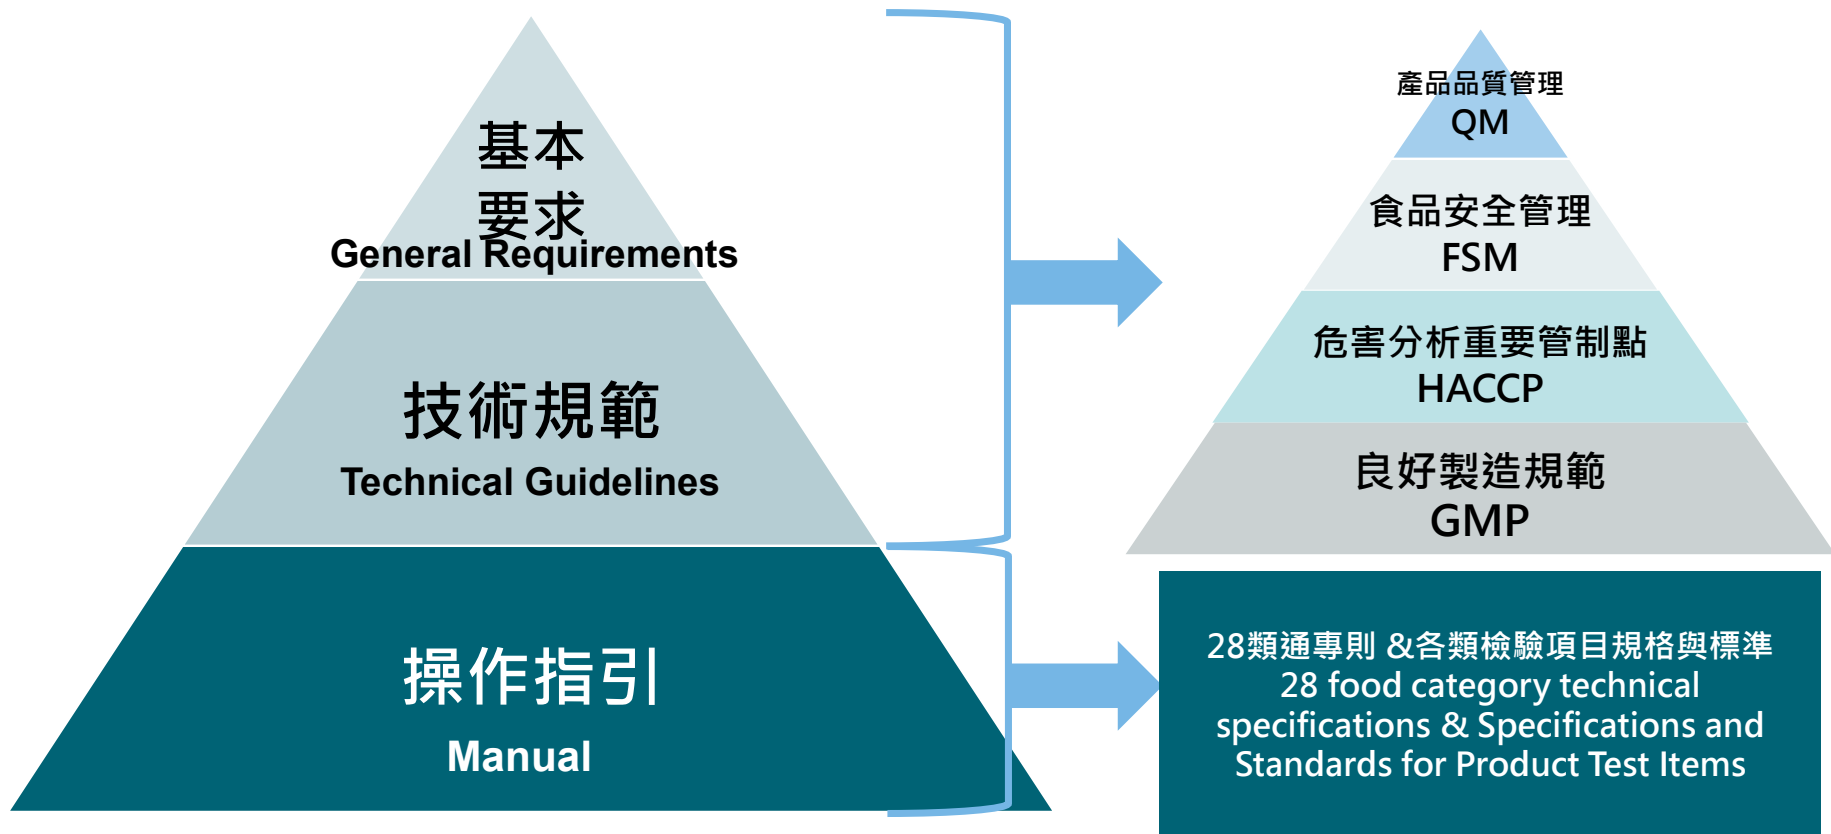 基本
要求
General Requirements
技術規範
Technical Guidelines
操作指引
Manual
產品品質管理
QM
食品安全管理
FSM
危害分析重要管制點
HACCP
良好製造規範
GMP
28類通專則 &各類檢驗項目規格與標準
28 food category technical
specifications & Specifications and
Standards for Product Test Items